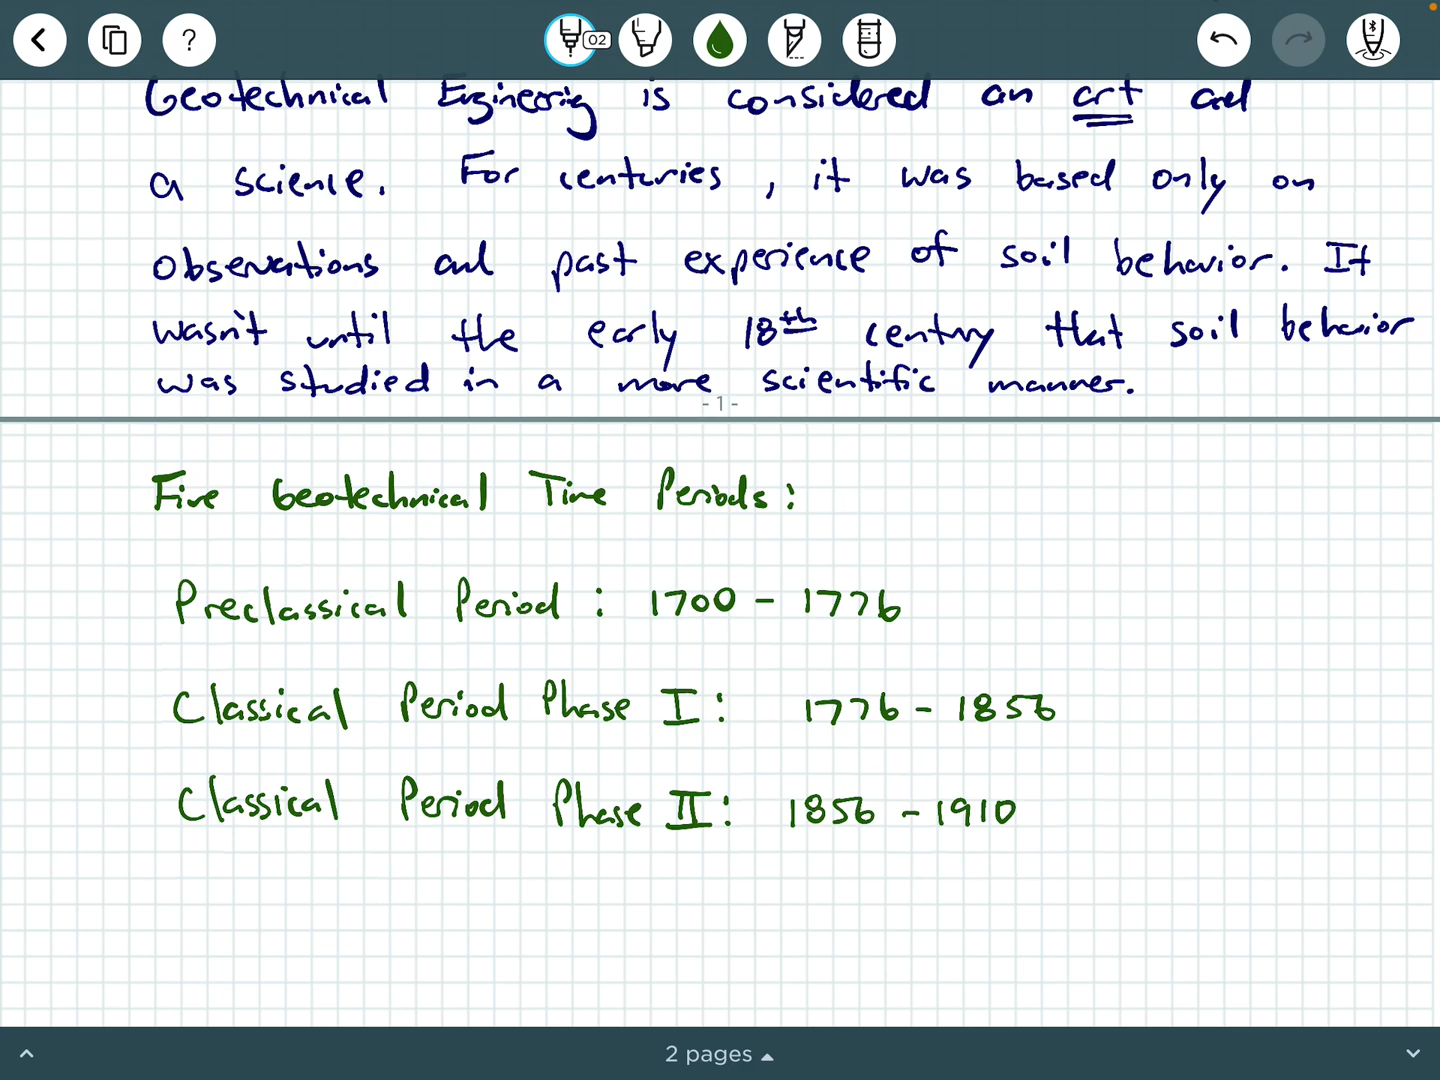 ?
02
Geotechnical Engineering is considered an art and
a science. For centuries, it was based only on
observations and past experience of soil behavior. It
wasn't until the early 18th century that soil behavior
was studied in a more scientific manner.
- 1 -
Five Geotechnical Time Periods:
Preclassical Period: 1700 - 1776
Classical Period Phase I: 1776 - 1856
Classical Period Phase II: 1856 - 1910
2 pages